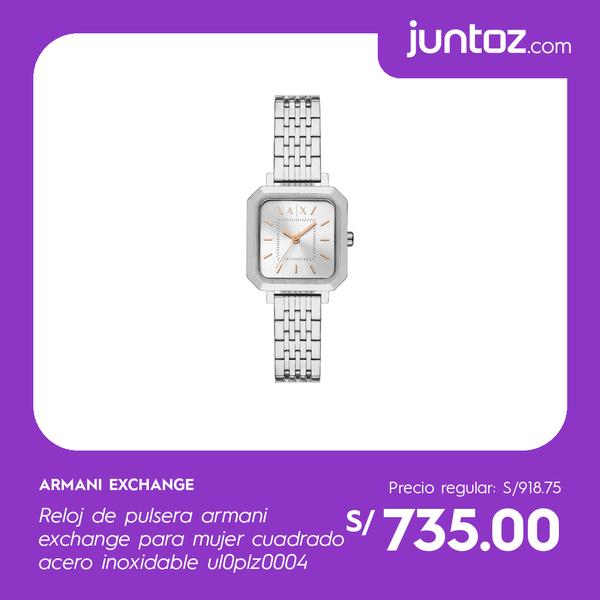 juntoz.com
A|X
ARMANI EXCHANGE
Reloj de pulsera armani
exchange para mujer cuadrado
acero inoxidable ul0plz0004
Precio regular: S/918.75
S/ 735.00